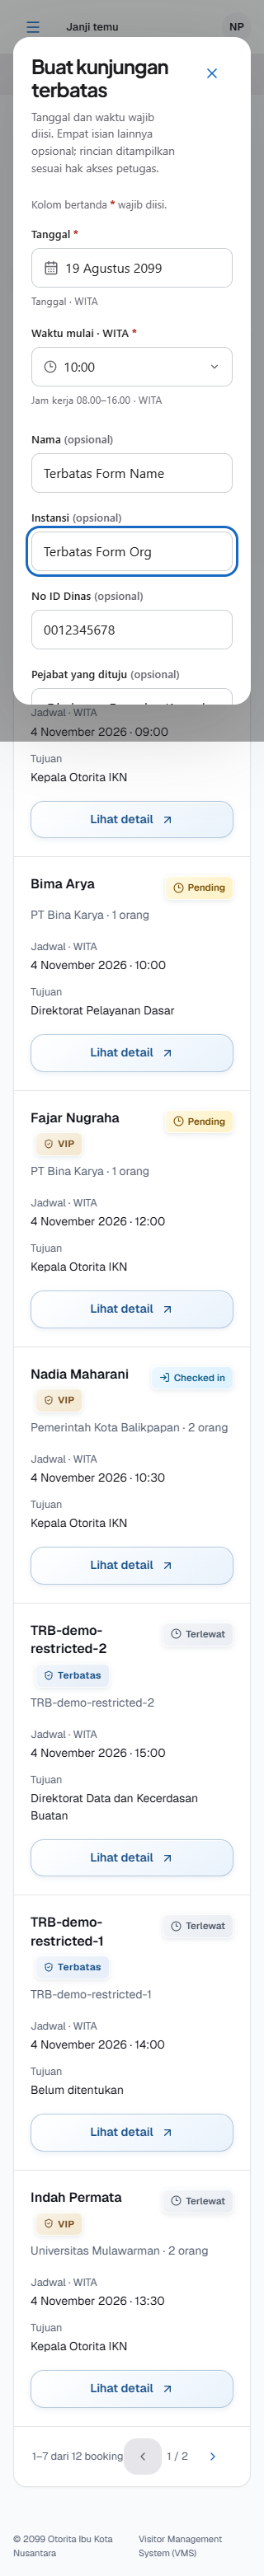 Janji temu
NP
Buat kunjungan
terbatas
Tanggal dan waktu wajib
diisi. Empat isian lainnya
opsional; rincian ditampilkan
sesuai hak akses petugas.
Kolom bertanda * wajib diisi.
Tanggal *
19 Agustus 2099
Tanggal · WITA
Waktu mulai · WITA *
10:00
Jam kerja 08.00–16.00 · WITA
Nama (opsional)
Terbatas Form Name
Instansi (opsional)
Terbatas Form Org
No ID Dinas (opsional)
0012345678
Pejabat yang dituju (opsional)
Jadwal · WITA
4 November 2026 · 09:00
Tujuan
Kepala Otorita IKN
Lihat detail
Bima Arya
Pending
PT Bina Karya · 1 orang
Jadwal · WITA
4 November 2026 · 10:00
Tujuan
Direktorat Pelayanan Dasar
Lihat detail
Fajar Nugraha
Pending
VIP
PT Bina Karya · 1 orang
Jadwal · WITA
4 November 2026 · 12:00
Tujuan
Kepala Otorita IKN
Lihat detail
Nadia Maharani
Checked in
VIP
Pemerintah Kota Balikpapan · 2 orang
Jadwal · WITA
4 November 2026 · 10:30
Tujuan
Kepala Otorita IKN
Lihat detail
TRB-demo-
restricted-2
Terlewat
Terbatas
TRB-demo-restricted-2
Jadwal · WITA
4 November 2026 · 15:00
Tujuan
Direktorat Data dan Kecerdasan
Buatan
Lihat detail
TRB-demo-
restricted-1
Terlewat
Terbatas
TRB-demo-restricted-1
Jadwal · WITA
4 November 2026 · 14:00
Tujuan
Belum ditentukan
Lihat detail
Indah Permata
Terlewat
VIP
Universitas Mulawarman · 2 orang
Jadwal · WITA
4 November 2026 · 13:30
Tujuan
Kepala Otorita IKN
Lihat detail
1–7 dari 12 booking
1 / 2
© 2099 Otorita Ibu Kota
Nusantara
Visitor Management
System (VMS)